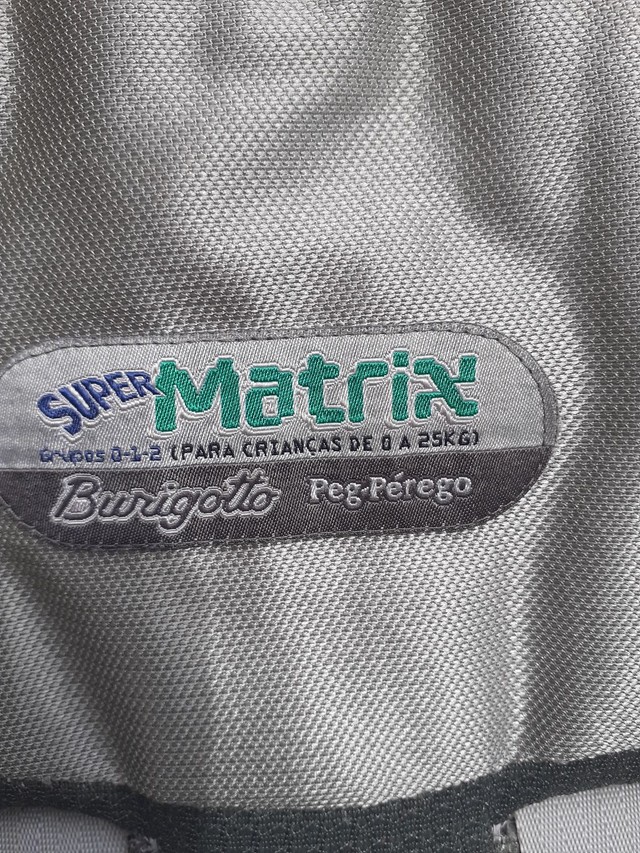 SUPER Matrix
Grupos 0-1-2 (PARA CRIANÇAS DE 0 A 25KG)
Burigotto Peg-Pérego